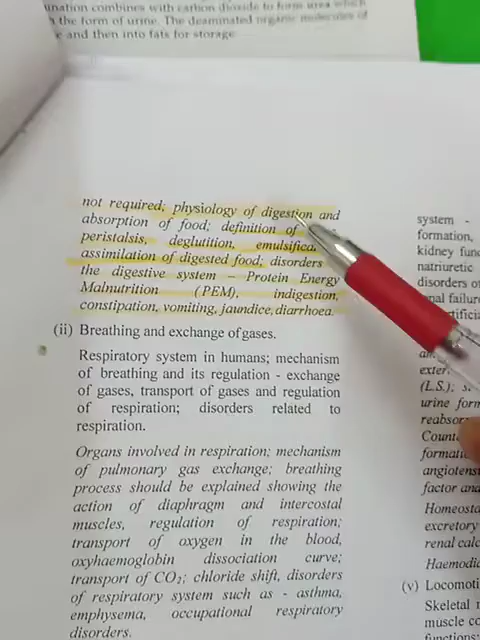 ination combines with carbon dioxide to form urea which
the form of urine. The deaminated organic molecules of
e and then into fats for storage
not required; physiology of digestion and
absorption of food; definition of
peristalsis, deglutition, emulsifica
assimilation of digested food; disorders
the digestive system – Protein Energy
Malnutrition (PEM), indigestion,
constipation, vomiting, jaundice, diarrhoea.
(ii) Breathing and exchange of gases.
Respiratory system in humans; mechanism
of breathing and its regulation - exchange
of gases, transport of gases and regulation
of respiration; disorders related to
respiration.
Organs involved in respiration; mechanism
of pulmonary gas exchange; breathing
process should be explained showing the
action of diaphragm and intercostal
muscles, regulation of respiration;
transport of oxygen in the blood,
oxyhaemoglobin dissociation curve;
transport of CO₂; chloride shift, disorders
of respiratory system such as - asthma,
emphysema, occupational respiratory
disorders.
system -
formation,
kidney fun
natriuretic
disorders o
nal failur
tificia
exter
(L.S.); s
urine form
reabsor
Count
formati
angiotens
factor and
Homeosta
excretory
renal calc
Haemodia
(v) Locomoti
Skeletal
muscle co
functions: